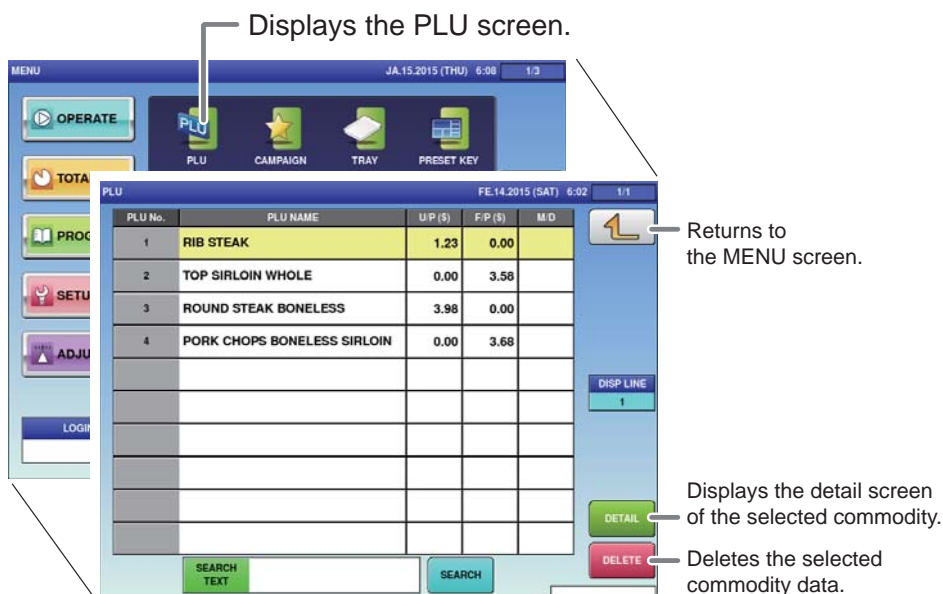 Displays the PLU screen.
MENU JA.15.2015 (THU) 6:08 1/3
OPERATE
PLU
PLU CAMPAIGN TRAY PRESET KEY
TOTA
PLU FE.14.2015 (SAT) 6:02 1/1
PLU No. PLU NAME U/P ($) F/P ($) M/D
Returns to
the MENU screen.
PROG
1 RIB STEAK 1.23 0.00
2 TOP SIRLOIN WHOLE 0.00 3.58
SETU
3 ROUND STEAK BONELESS 3.98 0.00
4 PORK CHOPS BONELESS SIRLOIN 0.00 3.68
ADJU
DISP LINE
1
LOGIN
Displays the detail screen
of the selected commodity.
DETAIL
DELETE
Deletes the selected
commodity data.
SEARCH
TEXT
SEARCH